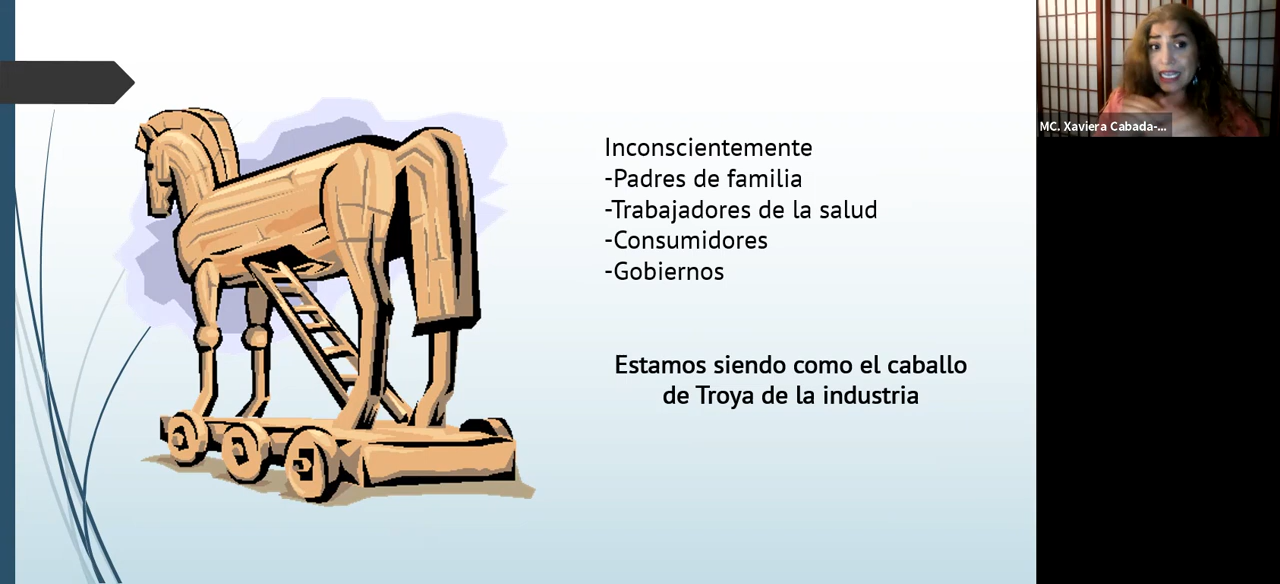 Inconscientemente
-Padres de familia
-Trabajadores de la salud
-Consumidores
-Gobiernos
Estamos siendo como el caballo
de Troya de la industria
MC. Xaviera Cabada-...